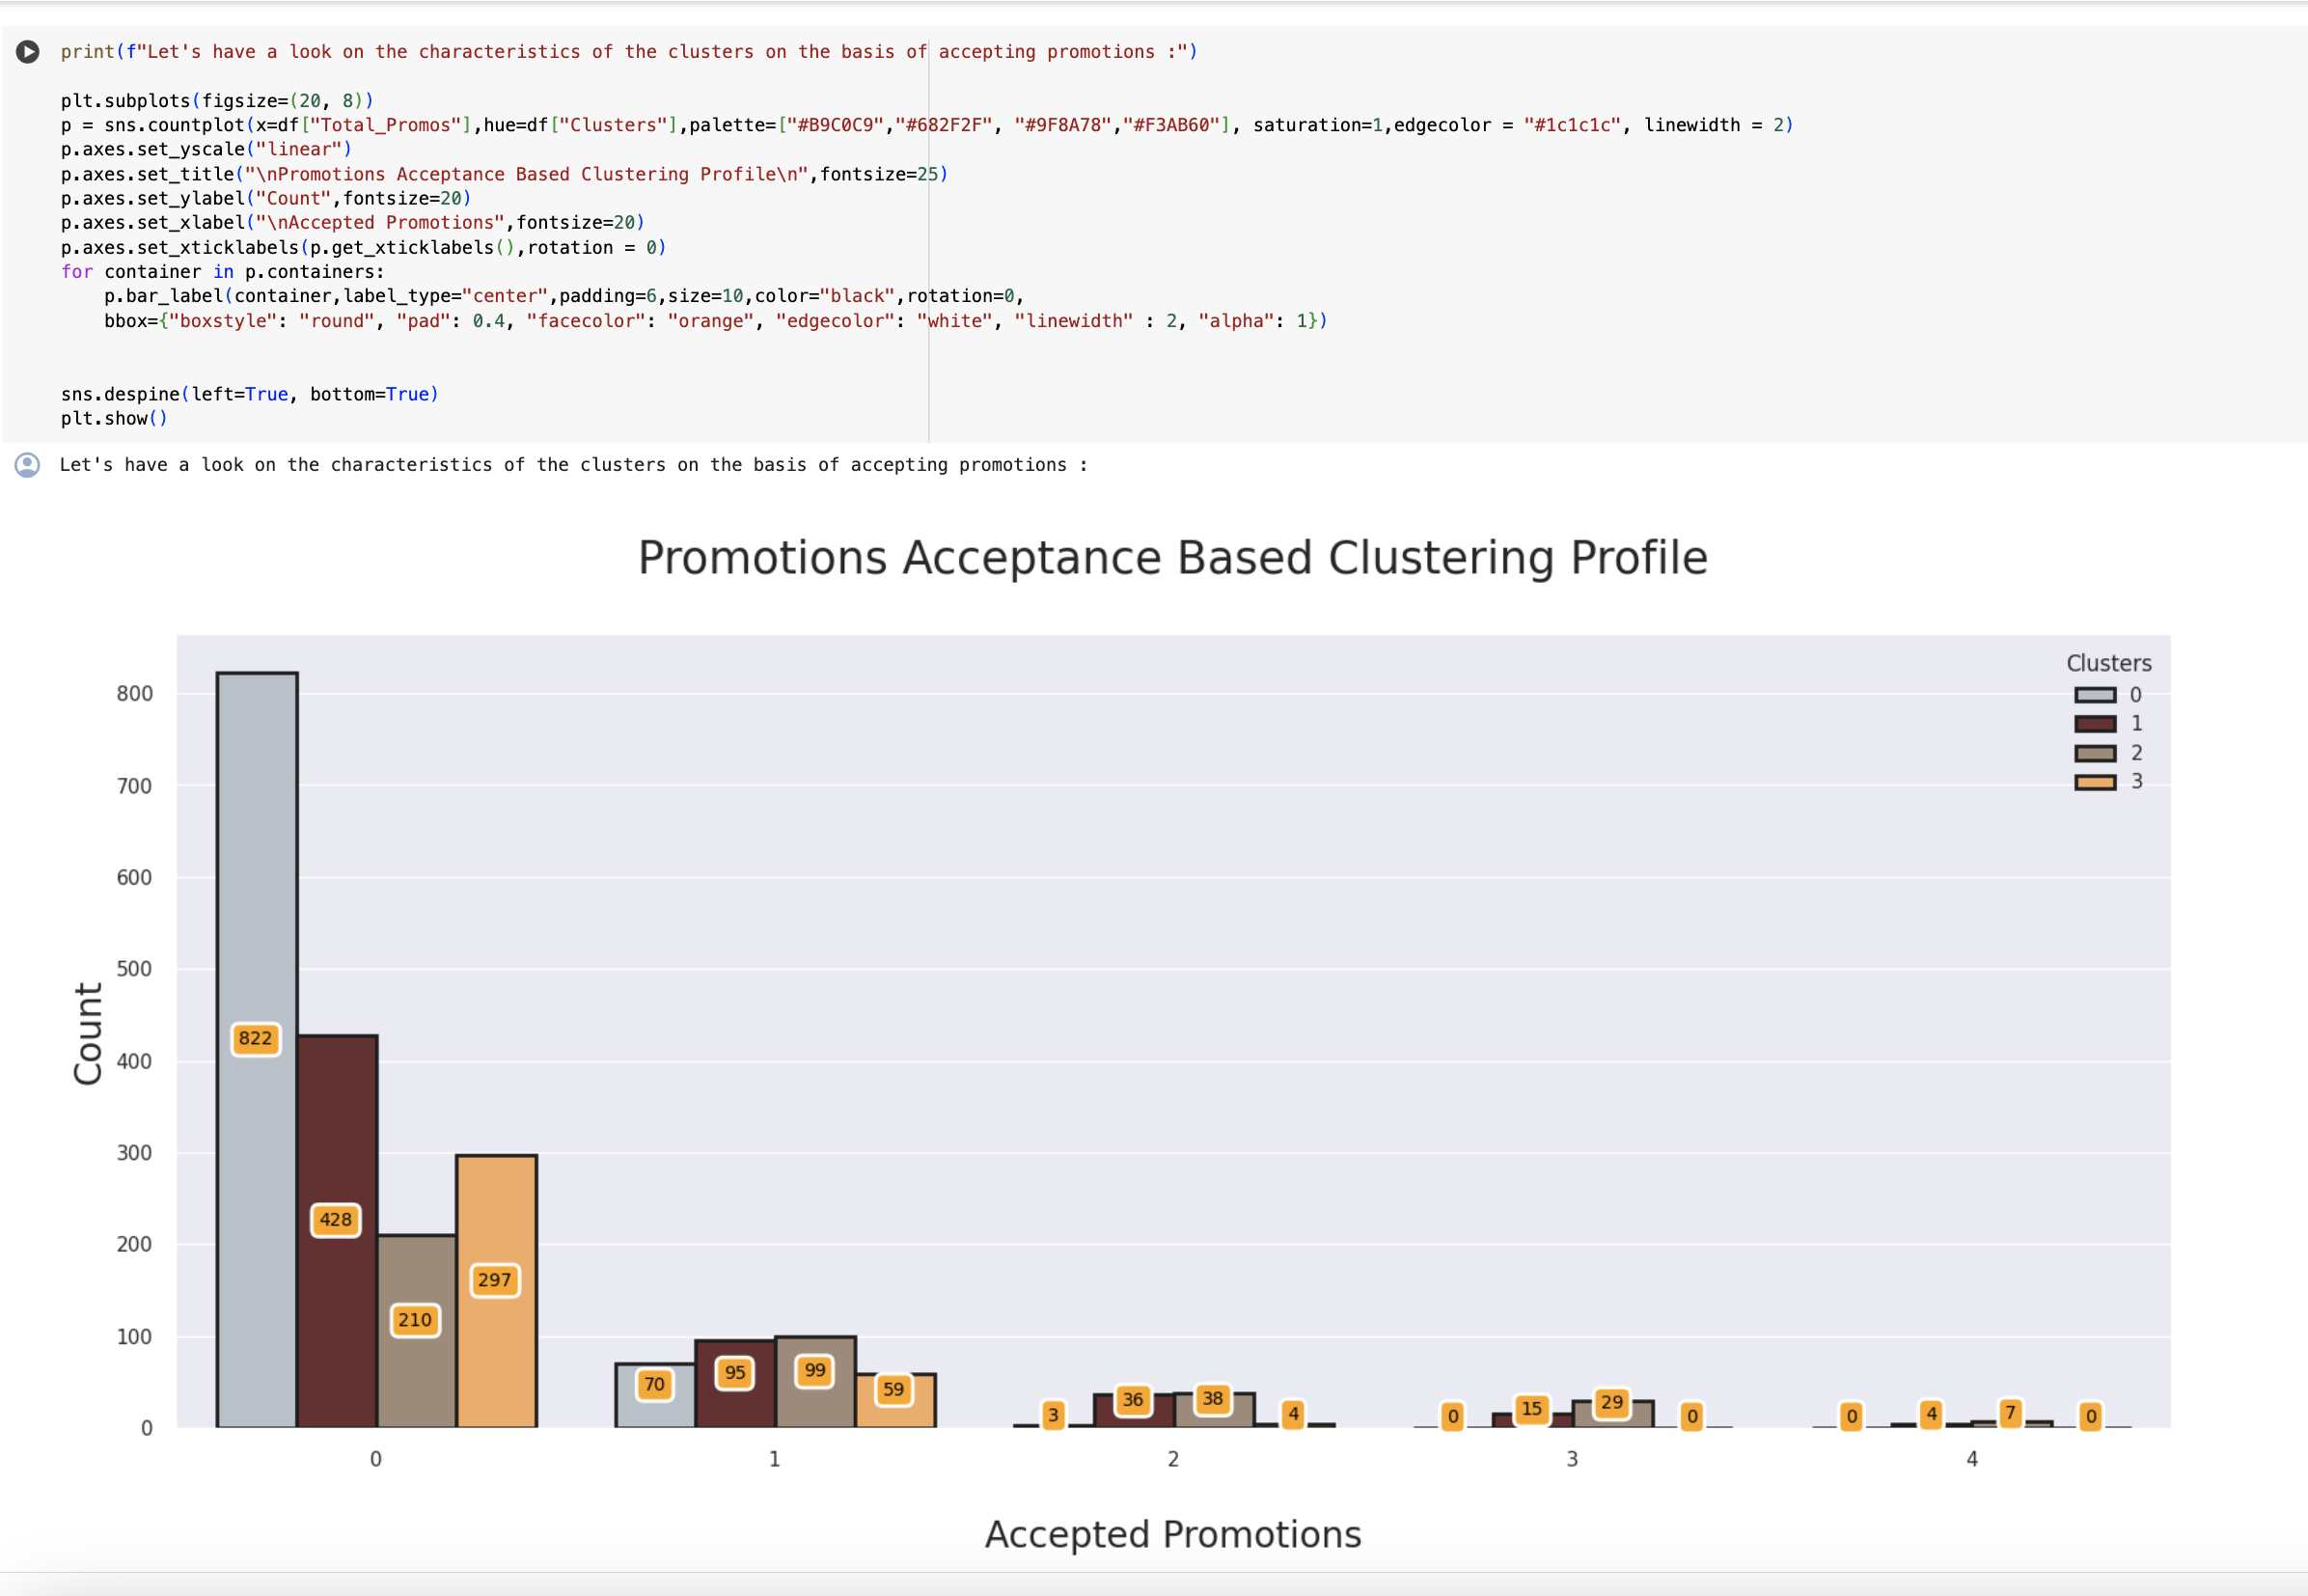 print(f"Let's have a look on the characteristics of the clusters on the basis of accepting promotions :")
plt.subplots(figsize=(20, 8))
p = sns.countplot(x=df["Total_Promos"],hue=df["Clusters"],palette=["#B9C0C9","#682F2F", "#9F8A78","#F3AB60"], saturation=1,edgecolor = "#1c1c1c", linewidth = 2)
p.axes.set_yscale("linear")
p.axes.set_title("\nPromotions Acceptance Based Clustering Profile\n",fontsize=25)
p.axes.set_ylabel("Count",fontsize=20)
p.axes.set_xlabel("\nAccepted Promotions",fontsize=20)
p.axes.set_xticklabels(p.get_xticklabels(),rotation = 0)
for container in p.containers:
    p.bar_label(container,label_type="center",padding=6,size=10,color="black",rotation=0,
    bbox={"boxstyle": "round", "pad": 0.4, "facecolor": "orange", "edgecolor": "white", "linewidth" : 2, "alpha": 1})
sns.despine(left=True, bottom=True)
plt.show()
Let's have a look on the characteristics of the clusters on the basis of accepting promotions :
Promotions Acceptance Based Clustering Profile
Clusters
0
1
2
3
Count
800
700
600
500
400
300
200
100
0
822
428
210
297
70
95
99
59
3
36
38
4
0
15
29
0
0
4
7
0
0 1 2 3 4
Accepted Promotions